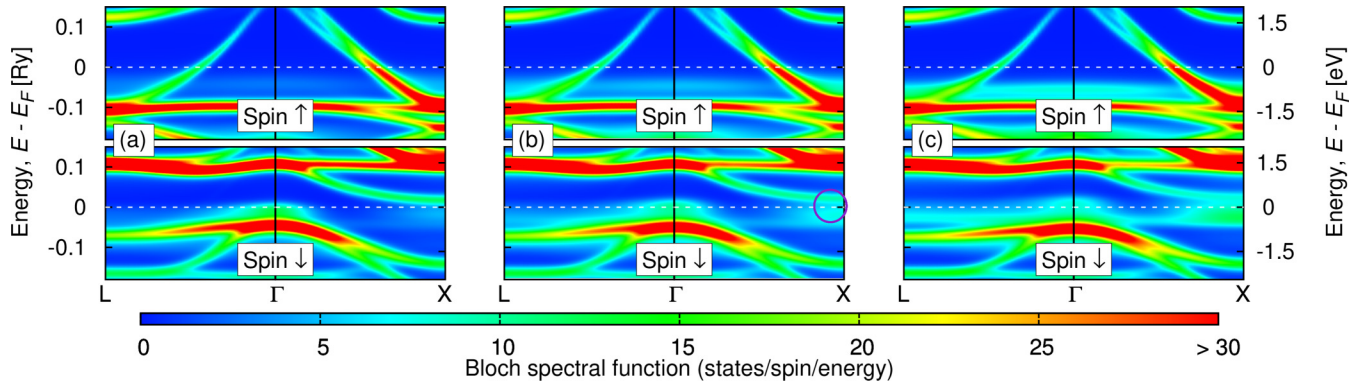 0.1
0
-0.1
0.1
0
-0.1
Energy, E - E_F [Ry]
Spin ↑
(a)
Spin ↓
Spin ↑
(b)
Spin ↓
Spin ↑
(c)
Spin ↓
1.5
0
-1.5
1.5
0
-1.5
Energy, E - E_F [eV]
L Γ X L Γ X L Γ X
0 5 10 15 20 25 > 30
Bloch spectral function (states/spin/energy)